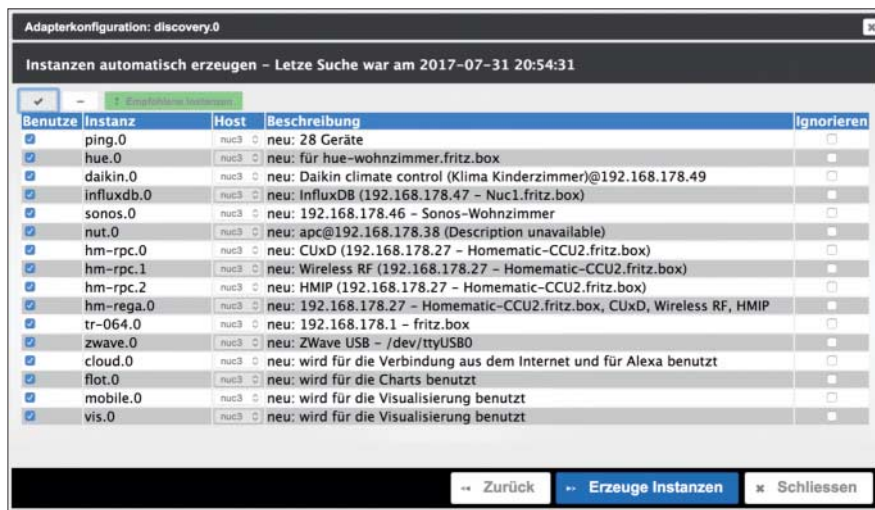 Adapterkonfiguration: discovery.0
Instanzen automatisch erzeugen – Letze Suche war am 2017-07-31 20:54:31
Empfohlene Instanzen
Benutze Instanz Host Beschreibung Ignorieren
ping.0 nuc3 neu: 28 Geräte
hue.0 nuc3 neu: für hue-wohnzimmer.fritz.box
daikin.0 nuc3 neu: Daikin climate control (Klima Kinderzimmer)@192.168.178.49
influxdb.0 nuc3 neu: InfluxDB (192.168.178.47 – Nuc1.fritz.box)
sonos.0 nuc3 neu: 192.168.178.46 – Sonos-Wohnzimmer
nut.0 nuc3 neu: apc@192.168.178.38 (Description unavailable)
hm-rpc.0 nuc3 neu: CUxD (192.168.178.27 – Homematic-CCU2.fritz.box)
hm-rpc.1 nuc3 neu: Wireless RF (192.168.178.27 – Homematic-CCU2.fritz.box)
hm-rpc.2 nuc3 neu: HMIP (192.168.178.27 – Homematic-CCU2.fritz.box)
hm-rega.0 nuc3 neu: 192.168.178.27 – Homematic-CCU2.fritz.box, CUxD, Wireless RF, HMIP
tr-064.0 nuc3 neu: 192.168.178.1 – fritz.box
zwave.0 nuc3 neu: ZWave USB – /dev/ttyUSB0
cloud.0 nuc3 neu: wird für die Verbindung aus dem Internet und für Alexa benutzt
flot.0 nuc3 neu: wird für die Charts benutzt
mobile.0 nuc3 neu: wird für die Visualisierung benutzt
vis.0 nuc3 neu: wird für die Visualisierung benutzt
Zurück Erzeuge Instanzen Schliessen